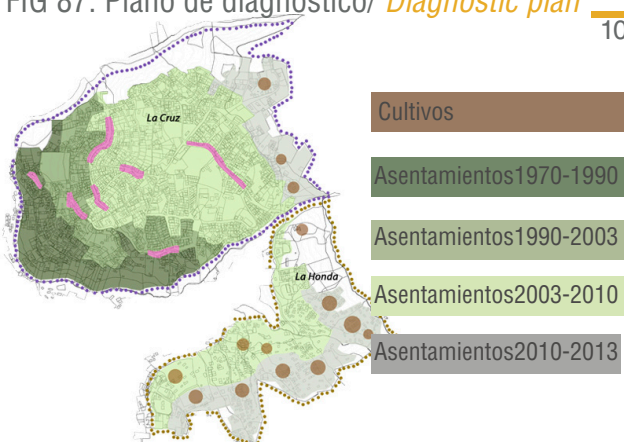 FIG 87. Plano de diagnostico/ Diagnostic plan
10
La Cruz
Cultivos
Asentamientos1970-1990
Asentamientos1990-2003
La Honda
Asentamientos2003-2010
Asentamientos2010-2013